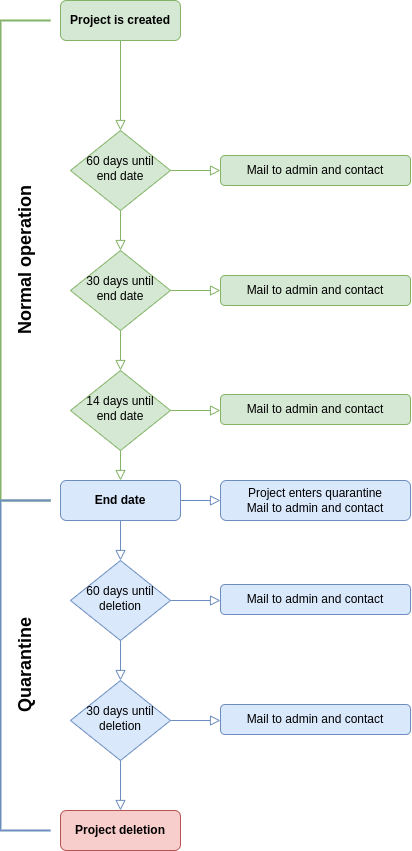 Project is created
60 days until
end date
Mail to admin and contact
Normal operation
30 days until
end date
Mail to admin and contact
14 days until
end date
Mail to admin and contact
End date
Project enters quarantine
Mail to admin and contact
60 days until
deletion
Mail to admin and contact
Quarantine
30 days until
deletion
Mail to admin and contact
Project deletion